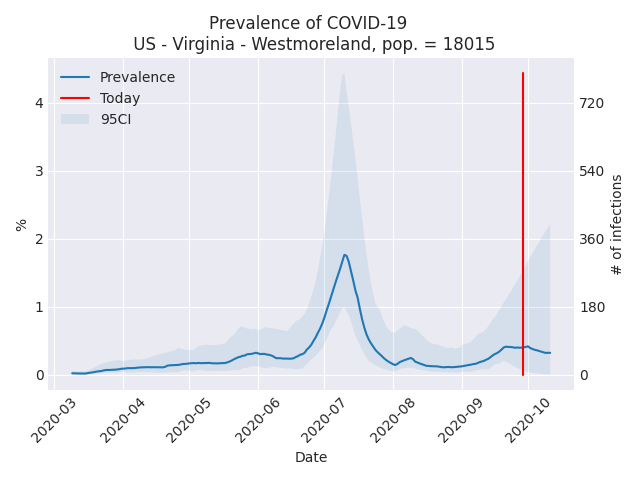 Prevalence of COVID-19
US - Virginia - Westmoreland, pop. = 18015
Prevalence
Today
95CI
4
3
2
1
0
%
720
540
360
180
0
# of infections
2020-03
2020-04
2020-05
2020-06
2020-07
2020-08
2020-09
2020-10
Date